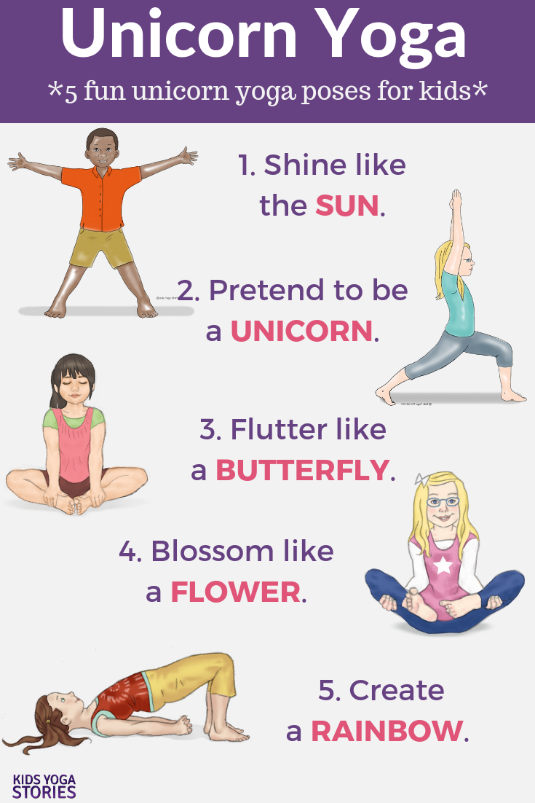 Unicorn Yoga
*5 fun unicorn yoga poses for kids*
1. Shine like
the SUN.
2. Pretend to be
a UNICORN.
3. Flutter like
a BUTTERFLY.
4. Blossom like
a FLOWER.
5. Create
a RAINBOW.
KIDS YOGA
STORIES